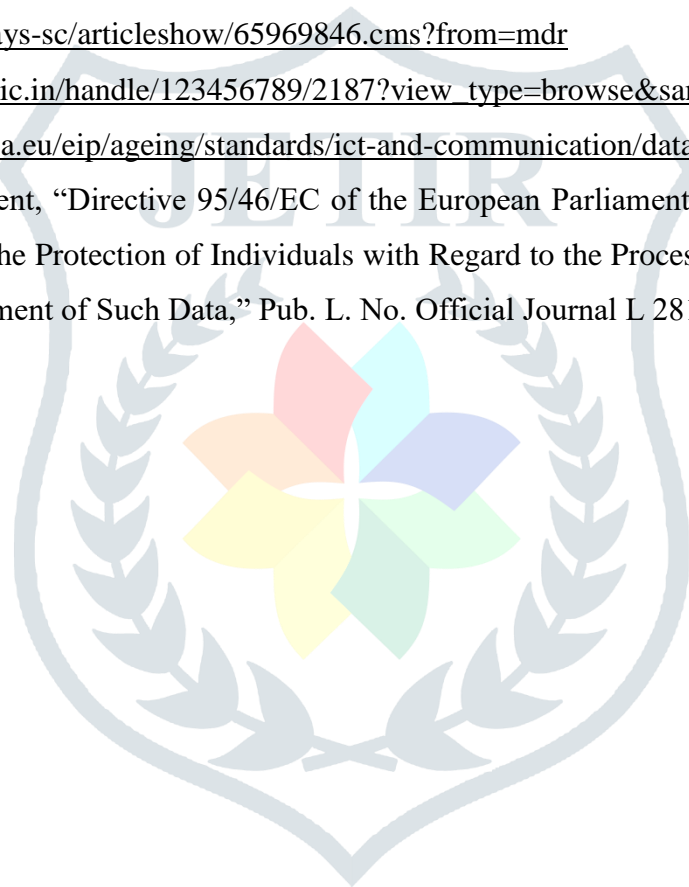 ays-sc/articleshow/65969846.cms?from=mdr
ic.in/handle/123456789/2187?view_type=browse&sar
a.eu/eip/ageing/standards/ict-and-communication/data
ent, “Directive 95/46/EC of the European Parliament
he Protection of Individuals with Regard to the Proces
ment of Such Data,” Pub. L. No. Official Journal L 281
JETIR